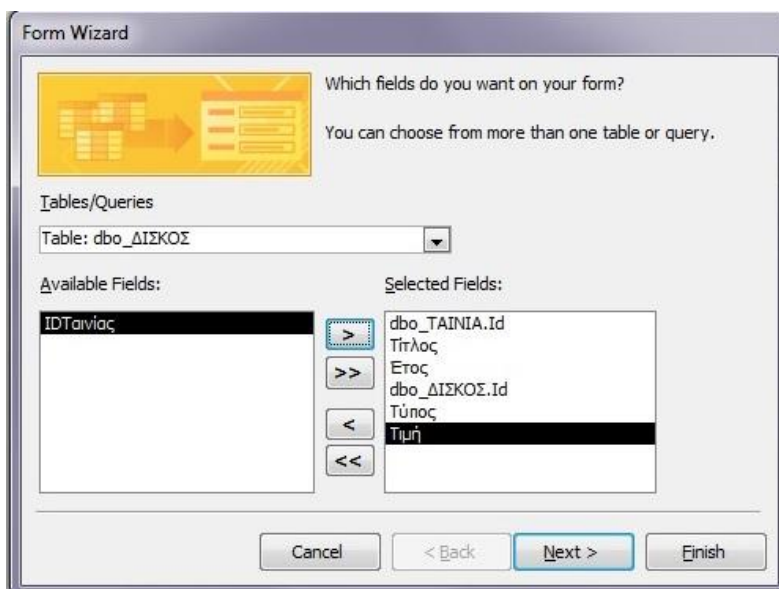 Form Wizard
Which fields do you want on your form?
You can choose from more than one table or query.
Tables/Queries
Table: dbo_ΔΙΣΚΟΣ
Available Fields:
Selected Fields:
IDΤαινίας
dbo_ΤΑΙΝΙΑ.Id
Τίτλος
Έτος
dbo_ΔΙΣΚΟΣ.Id
Τύπος
Τιμή
>
>>
<
<<
Cancel
< Back
Next >
Finish